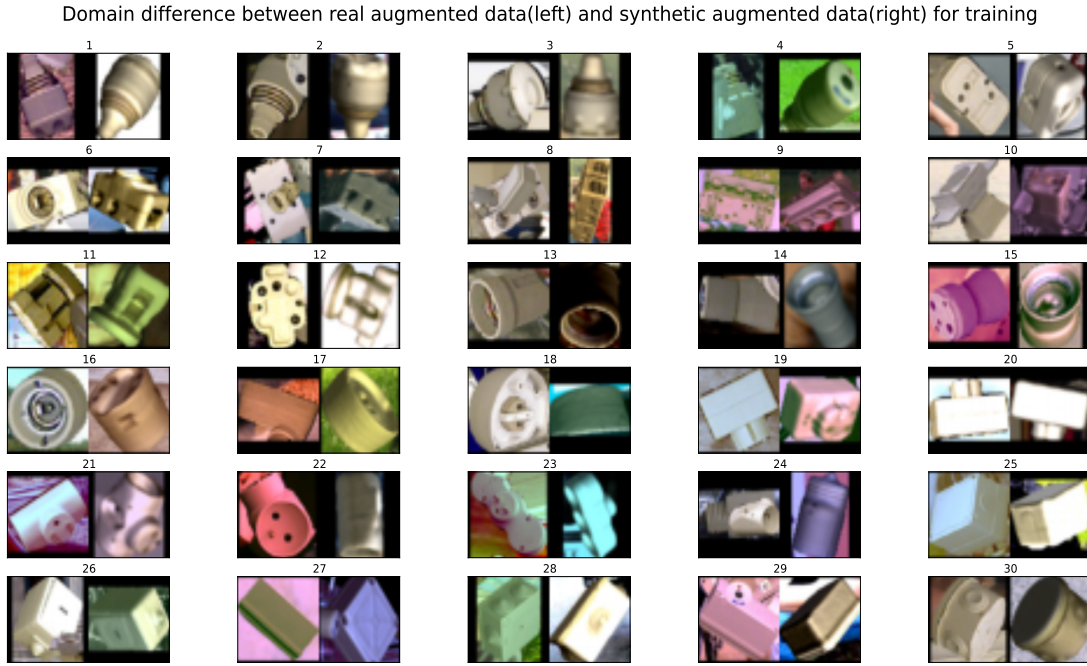 Domain difference between real augmented data(left) and synthetic augmented data(right) for training
1 2 3 4 5
6 7 8 9 10
11 12 13 14 15
16 17 18 19 20
21 22 23 24 25
26 27 28 29 30